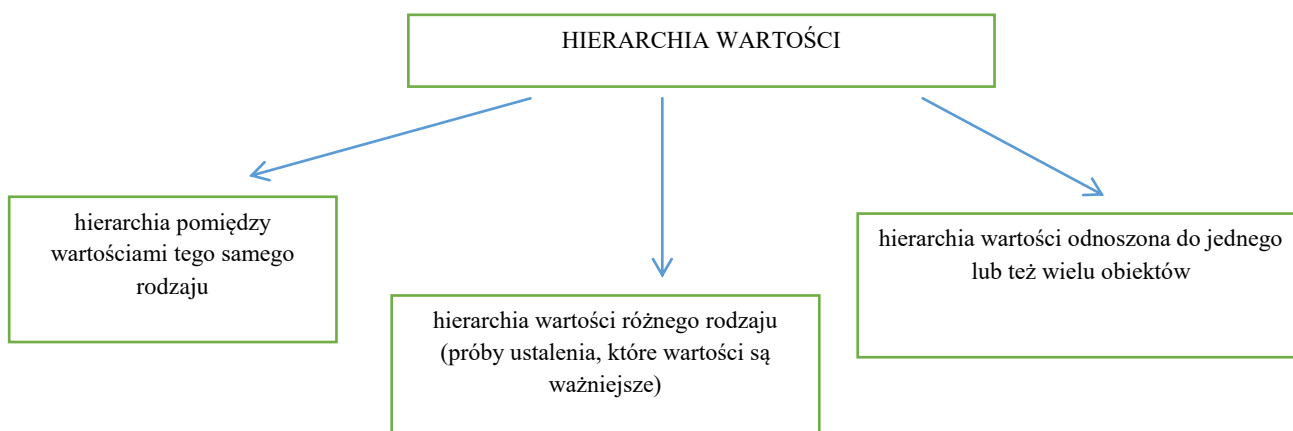 HIERARCHIA WARTOŚCI
hierarchia pomiędzy
wartościami tego samego
rodzaju
hierarchia wartości różnego rodzaju
(próby ustalenia, które wartości są
ważniejsze)
hierarchia wartości odnoszona do jednego
lub też wielu obiektów